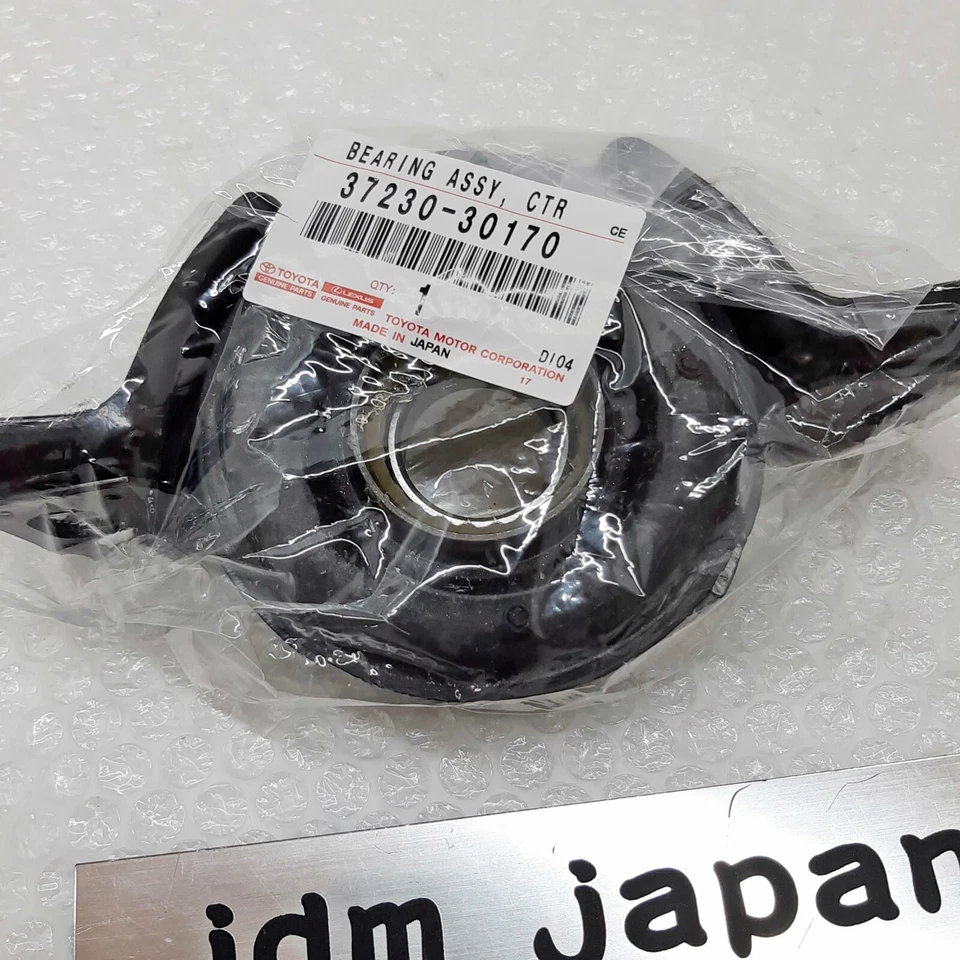 BEARING ASSY, CTR
37230-30170
CE
TOYOTA
GENUINE PARTS
LEXUS
GENUINE PARTS
QTY: 1
TOYOTA MOTOR CORPORATION
MADE IN JAPAN
DI04
17
jdm japan